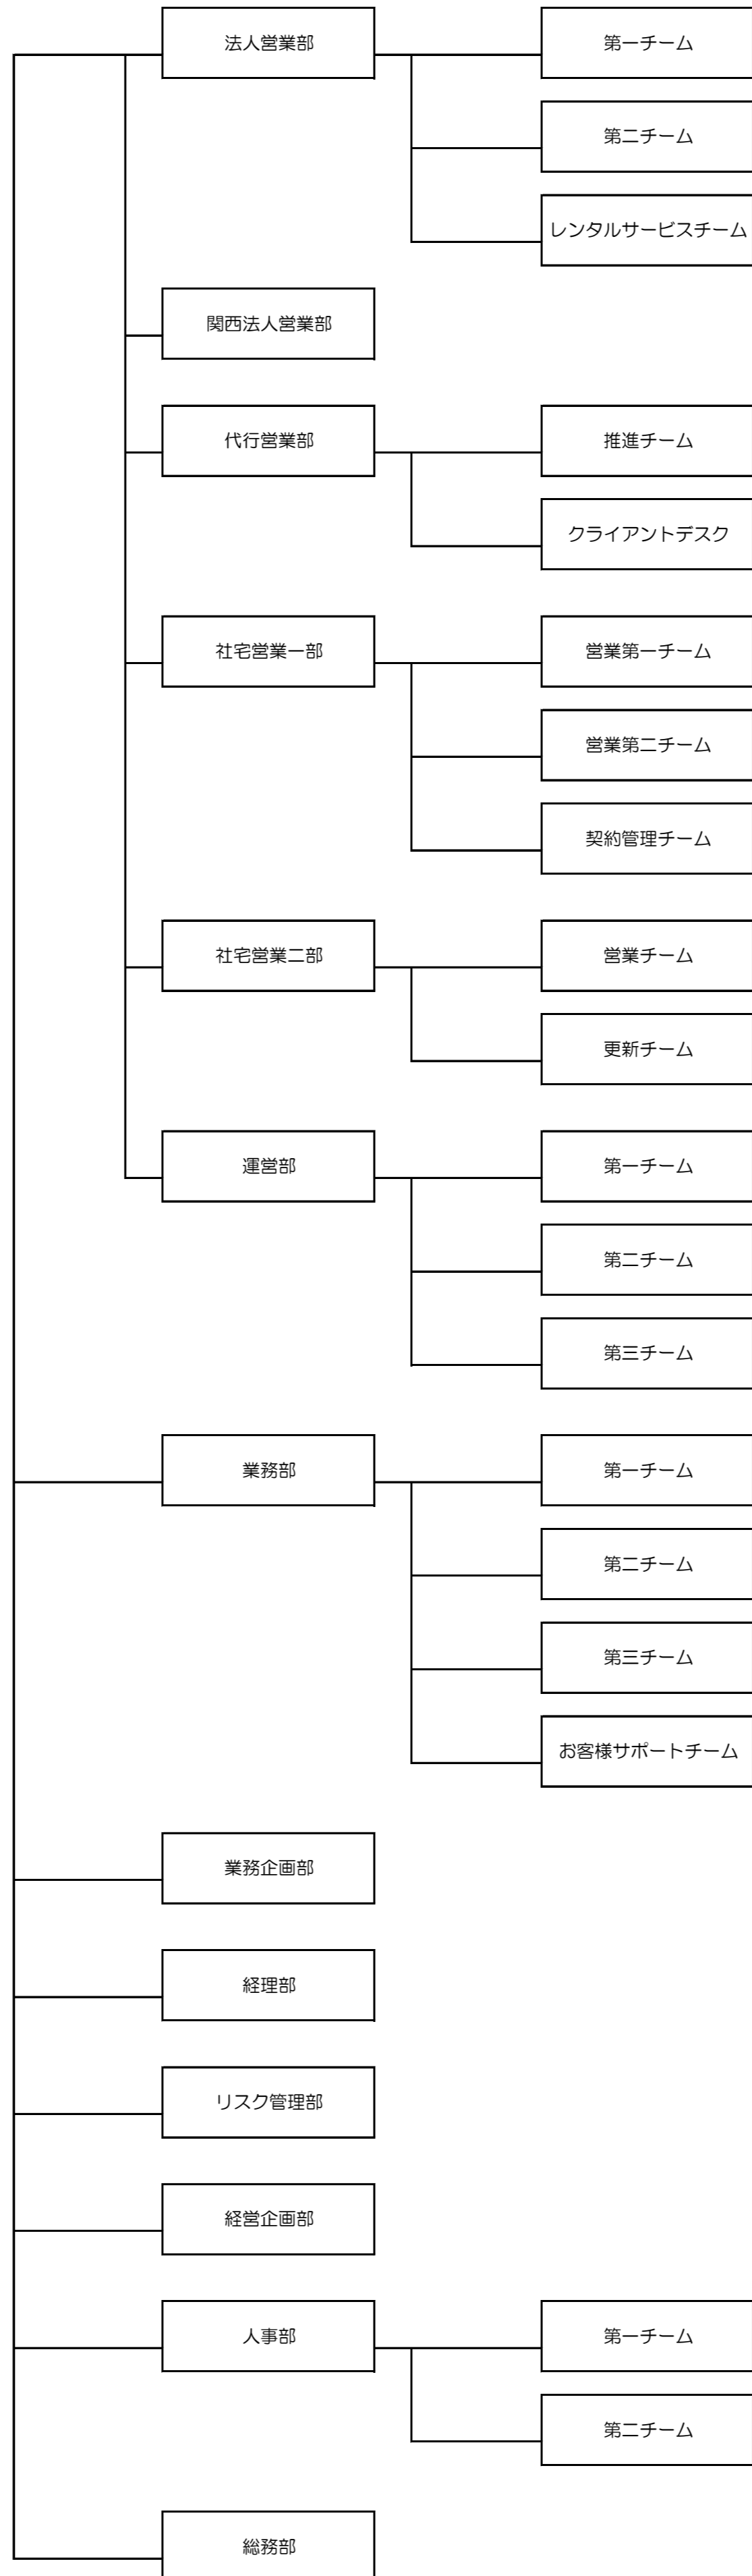 法人営業部
第一チーム
第二チーム
レンタルサービスチーム
関西法人営業部
代行営業部
推進チーム
クライアントデスク
社宅営業一部
営業第一チーム
営業第二チーム
契約管理チーム
社宅営業二部
営業チーム
更新チーム
運営部
第一チーム
第二チーム
第三チーム
業務部
第一チーム
第二チーム
第三チーム
お客様サポートチーム
業務企画部
経理部
リスク管理部
経営企画部
人事部
第一チーム
第二チーム
総務部